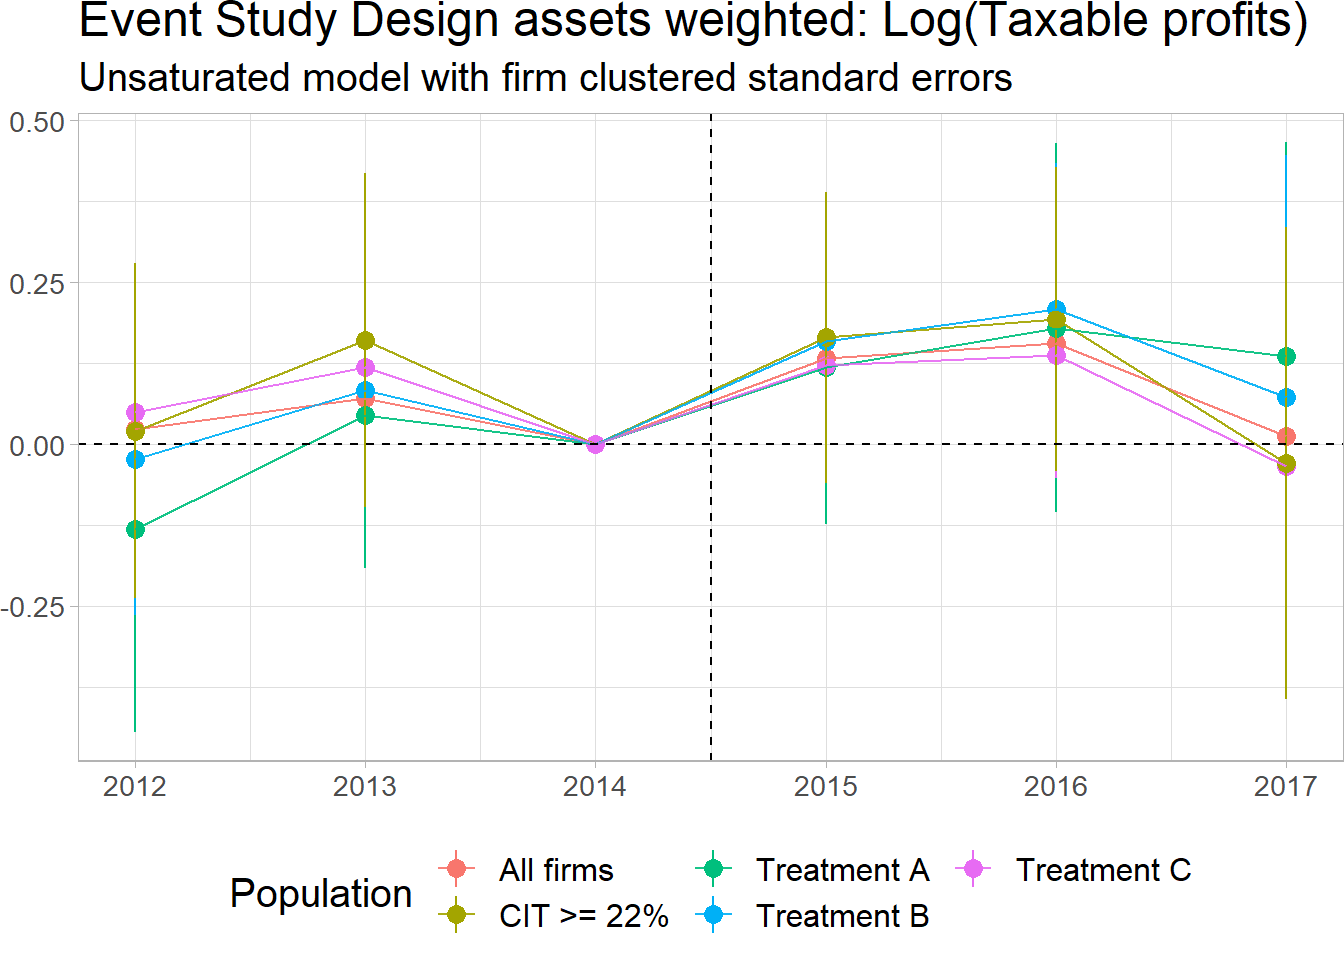 Event Study Design assets weighted: Log(Taxable profits)
Unsaturated model with firm clustered standard errors
0.50
0.25
0.00
-0.25
2012 2013 2014 2015 2016 2017
Population
All firms Treatment A Treatment C
CIT >= 22% Treatment B